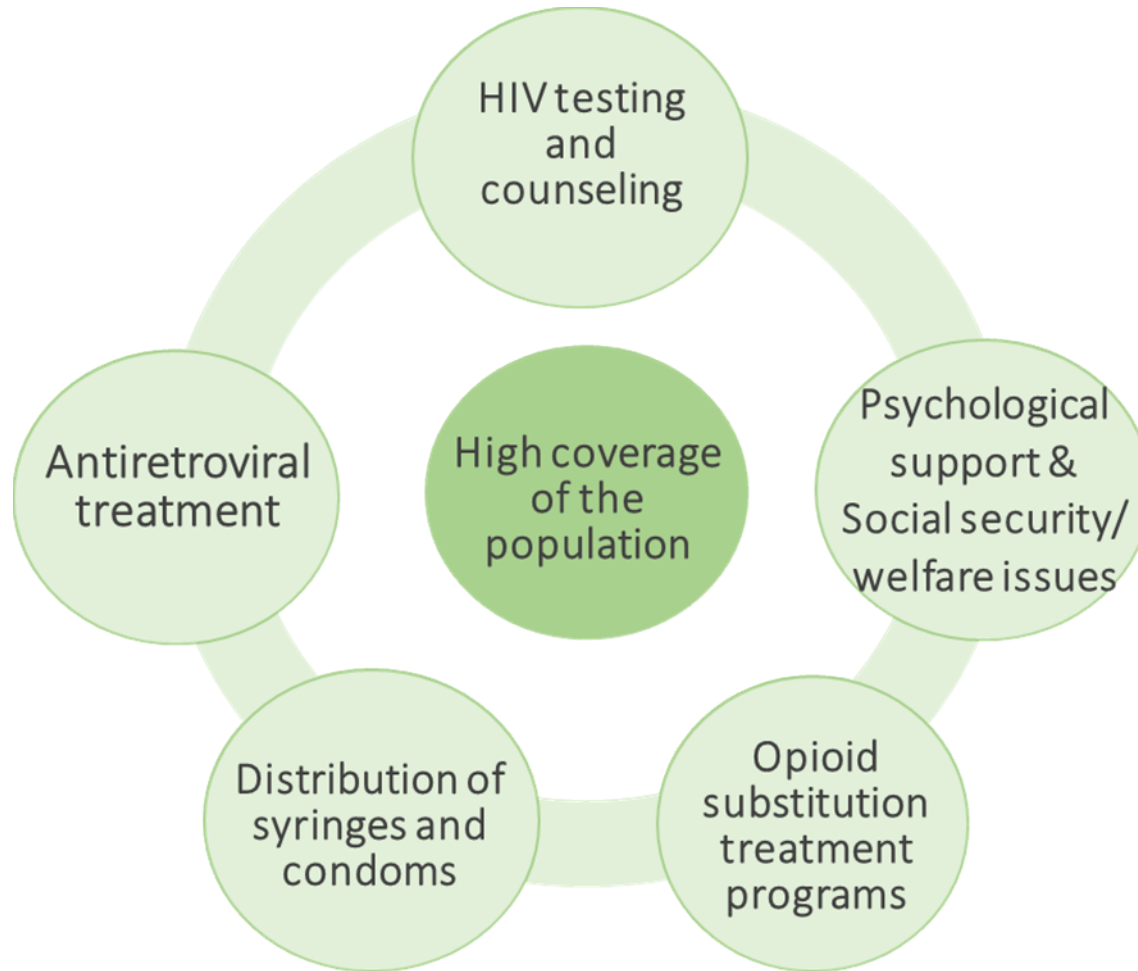 HIV testing
and
counseling
Psychological
support &
Social security/
welfare issues
Opioid
substitution
treatment
programs
Distribution of
syringes and
condoms
Antiretroviral
treatment
High coverage
of the
population